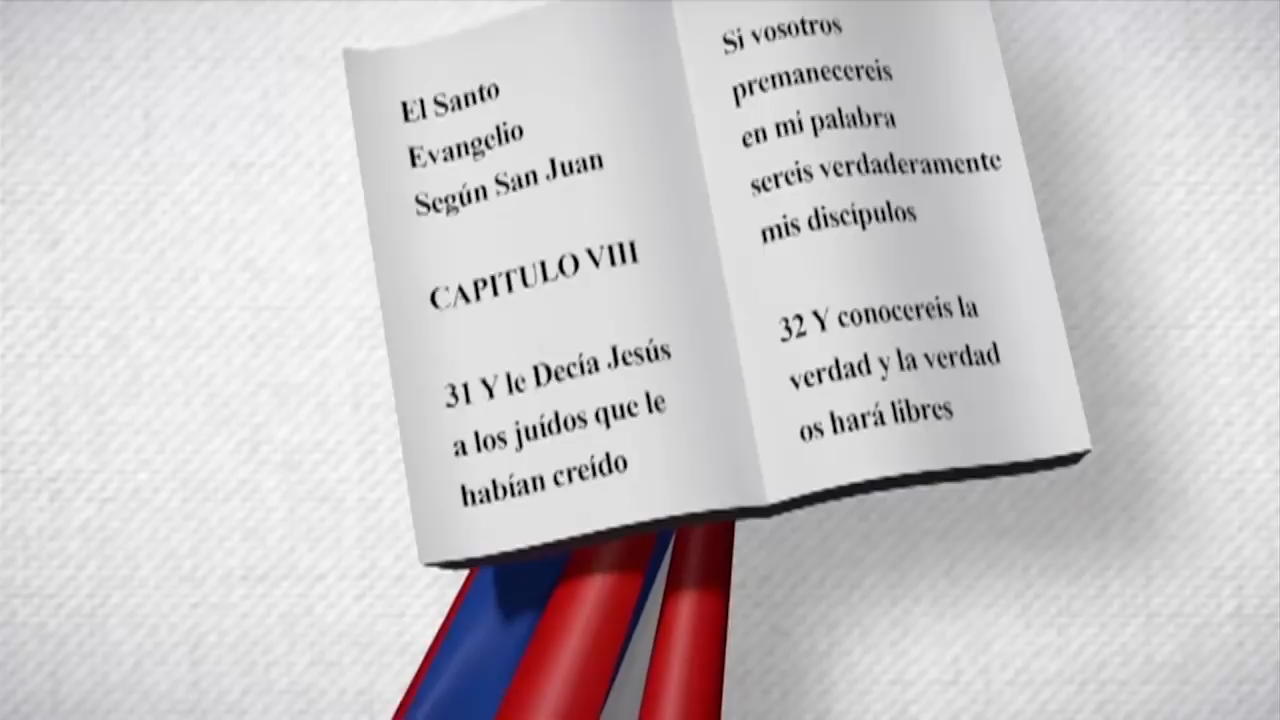 El Santo
Evangelio
Según San Juan
CAPITULO VIII
31 Y le Decía Jesús
a los juídos que le
habían creído
Si vosotros
premanecereis
en mi palabra
sereis verdaderamente
mis discípulos
32 Y conocereis la
verdad y la verdad
os hará libres